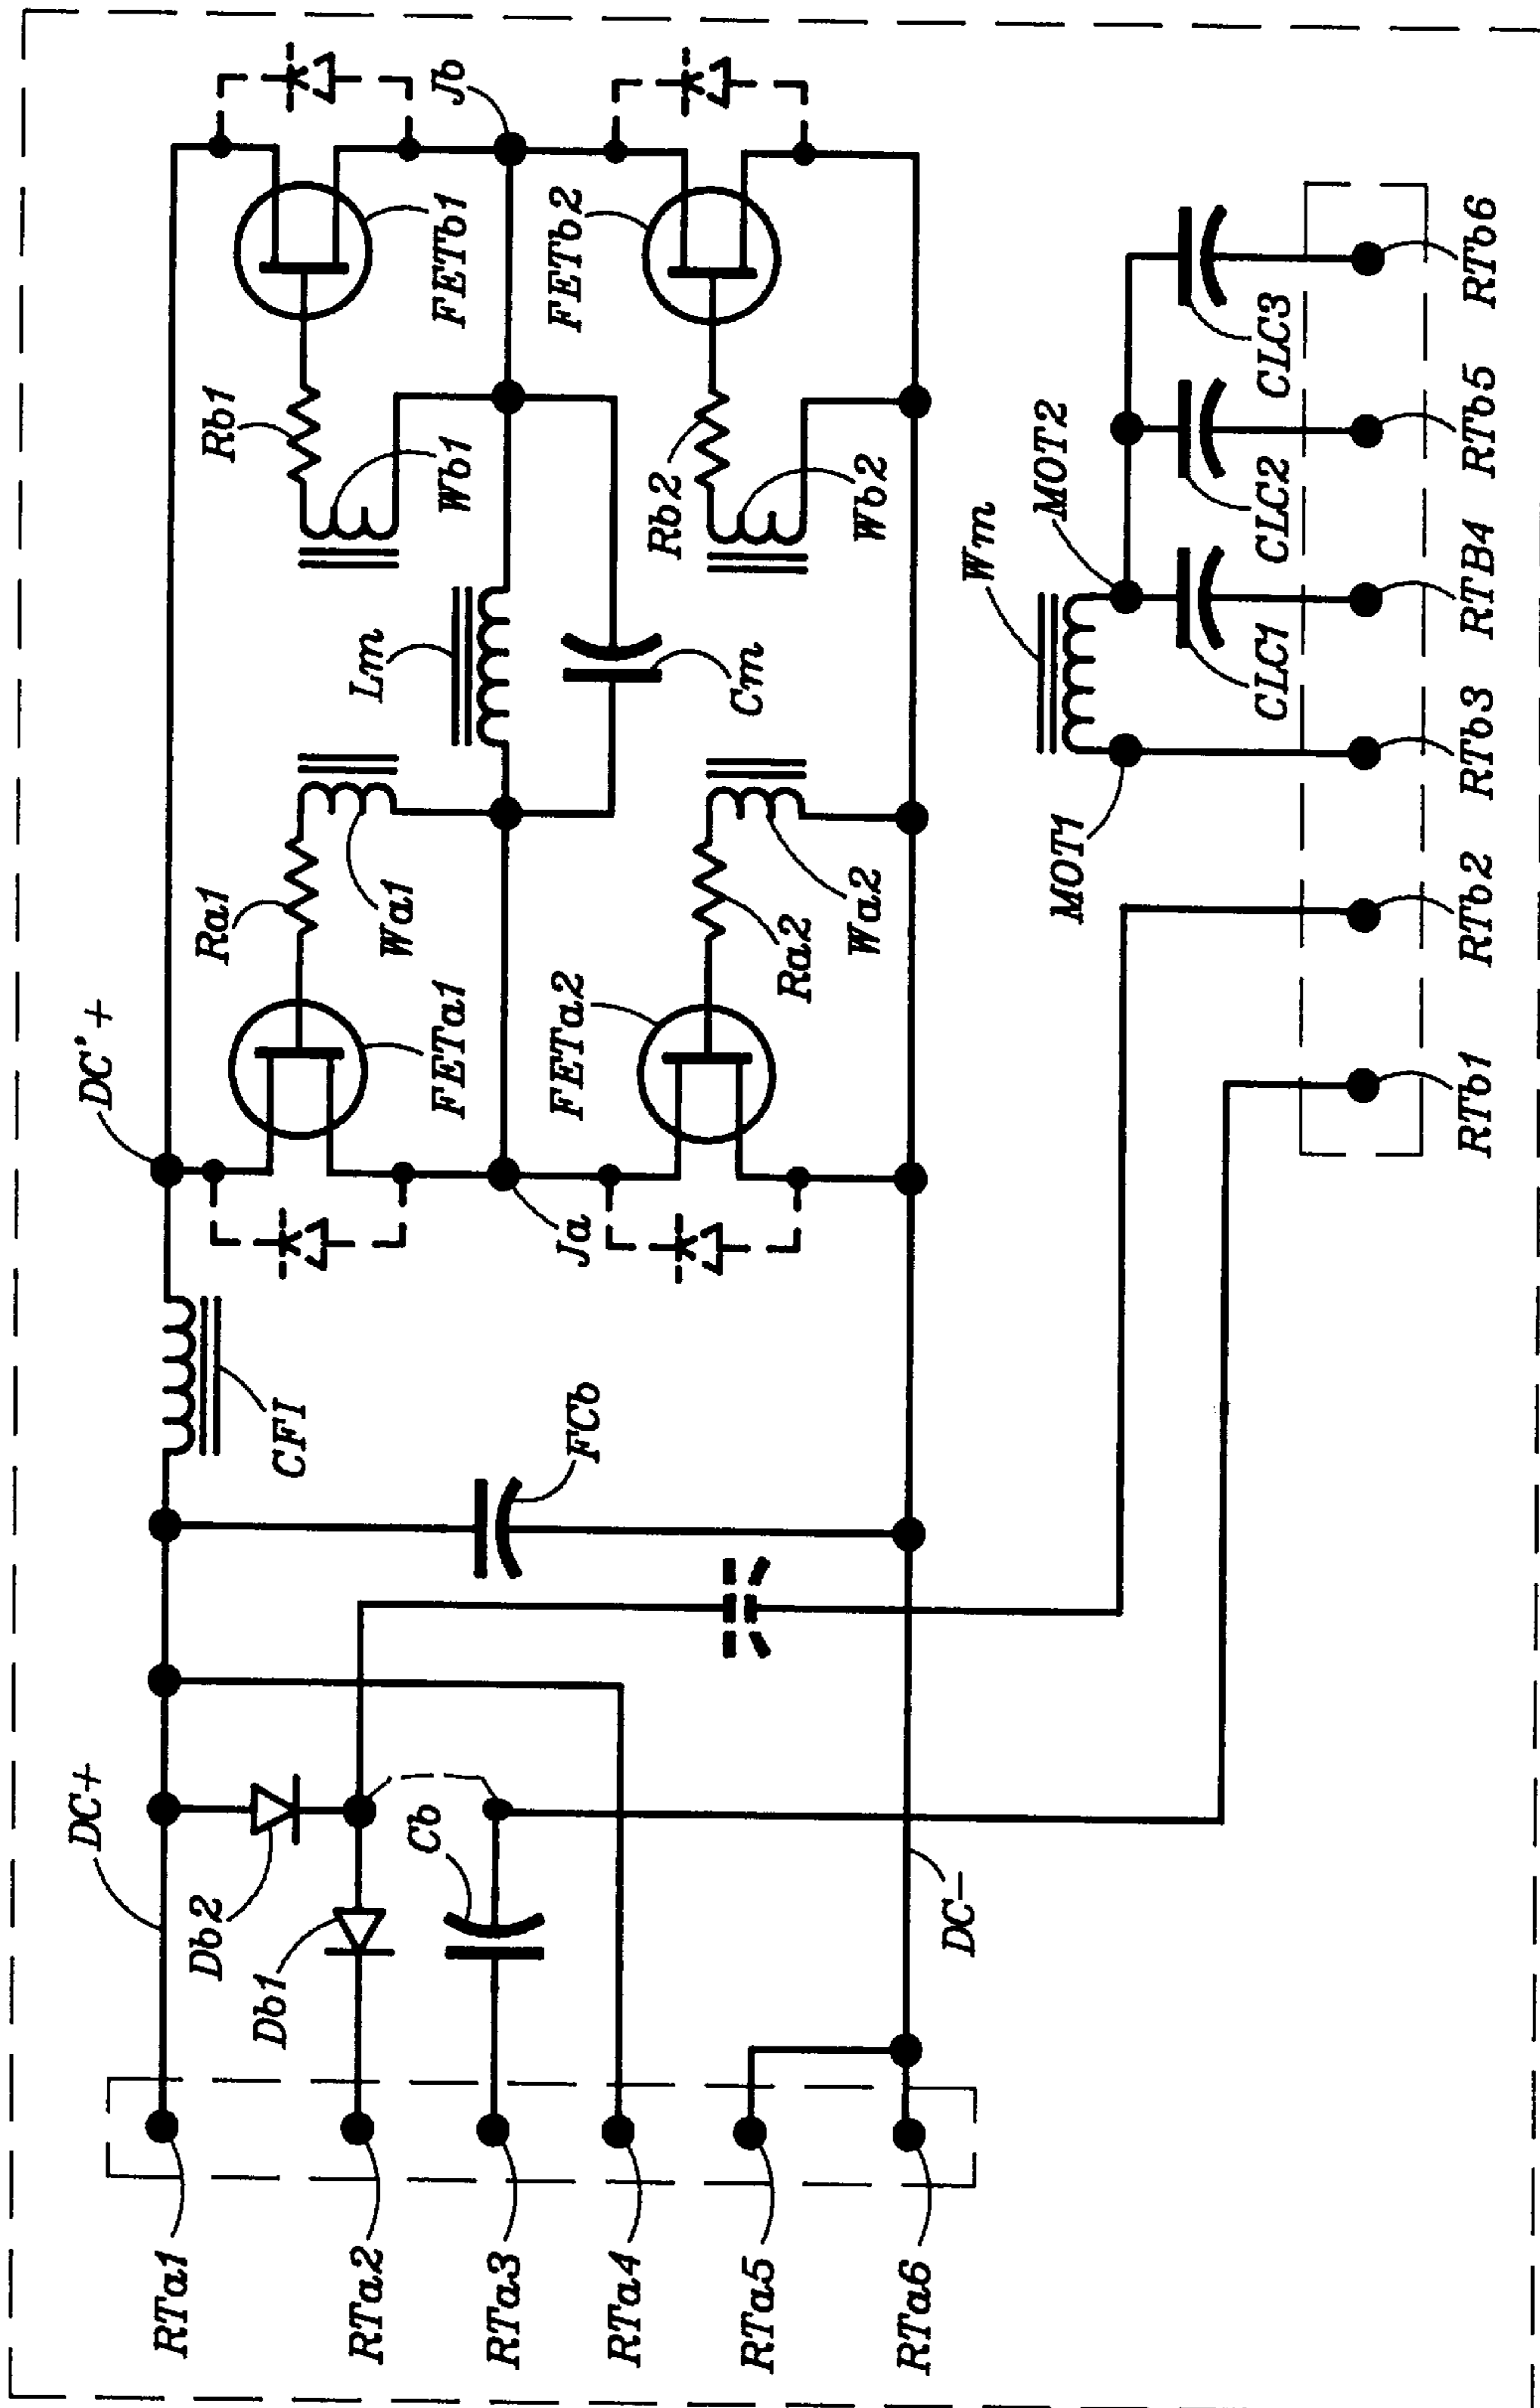 DC+
DC'+
Db2
Db1
Cb
CFI
FCb
DC-
Ra1
Wa1
FETa1
Ja
FETa2
Ra2
Wa2
Lm
Cm
Rb1
Wb1
FETb1
Jb
FETb2
Rb2
Wb2
RTa1
RTa2
RTa3
RTa4
RTa5
RTa6
Wm
MOT1
MOT2
CLC1
CLC2
CLC3
RTb1
RTb2
RTb3
RTB4
RTb5
RTb6